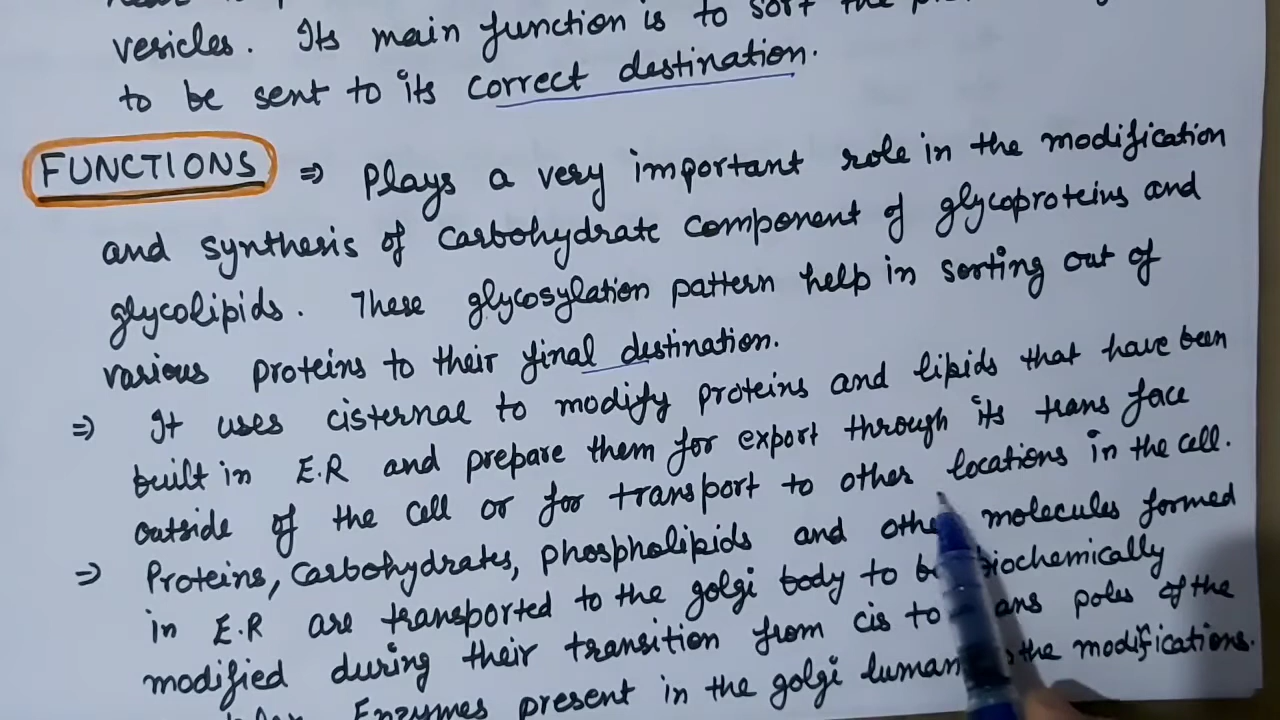 vesicles. Its main function is to sort the
to be sent to its correct destination.
FUNCTIONS ⇒ Plays a very important role in the modification
and synthesis of carbohydrate component of glycoproteins and
glycolipids. These glycosylation pattern help in sorting out of
various proteins to their final destination.
⇒ It uses cisternae to modify proteins and lipids that have been
built in E.R and prepare them for export through its trans face
outside of the cell or for transport to other locations in the cell.
⇒ Proteins, carbohydrates, phospholipids and other molecules formed
in E.R are transported to the golgi body to be biochemically
modified during their transition from cis to trans poles of the
Enzymes present in the golgi luman the modifications.